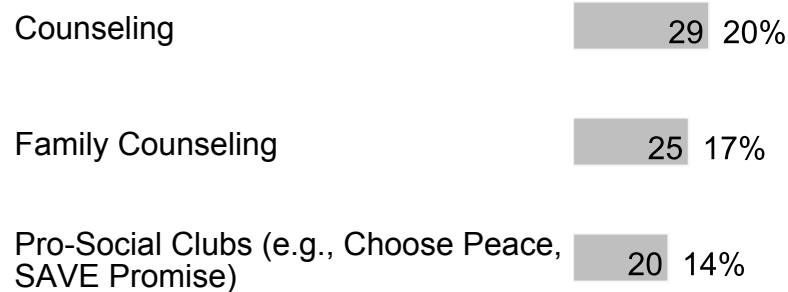 Counseling 29 20%
Family Counseling 25 17%
Pro-Social Clubs (e.g., Choose Peace,
SAVE Promise) 20 14%